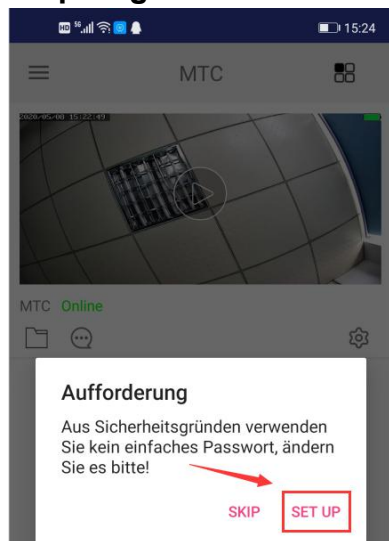 15:24
MTC
2020/05/08 15:22:49
MTC Online
Aufforderung
Aus Sicherheitsgründen verwenden
Sie kein einfaches Passwort, ändern
Sie es bitte!
SKIP SET UP